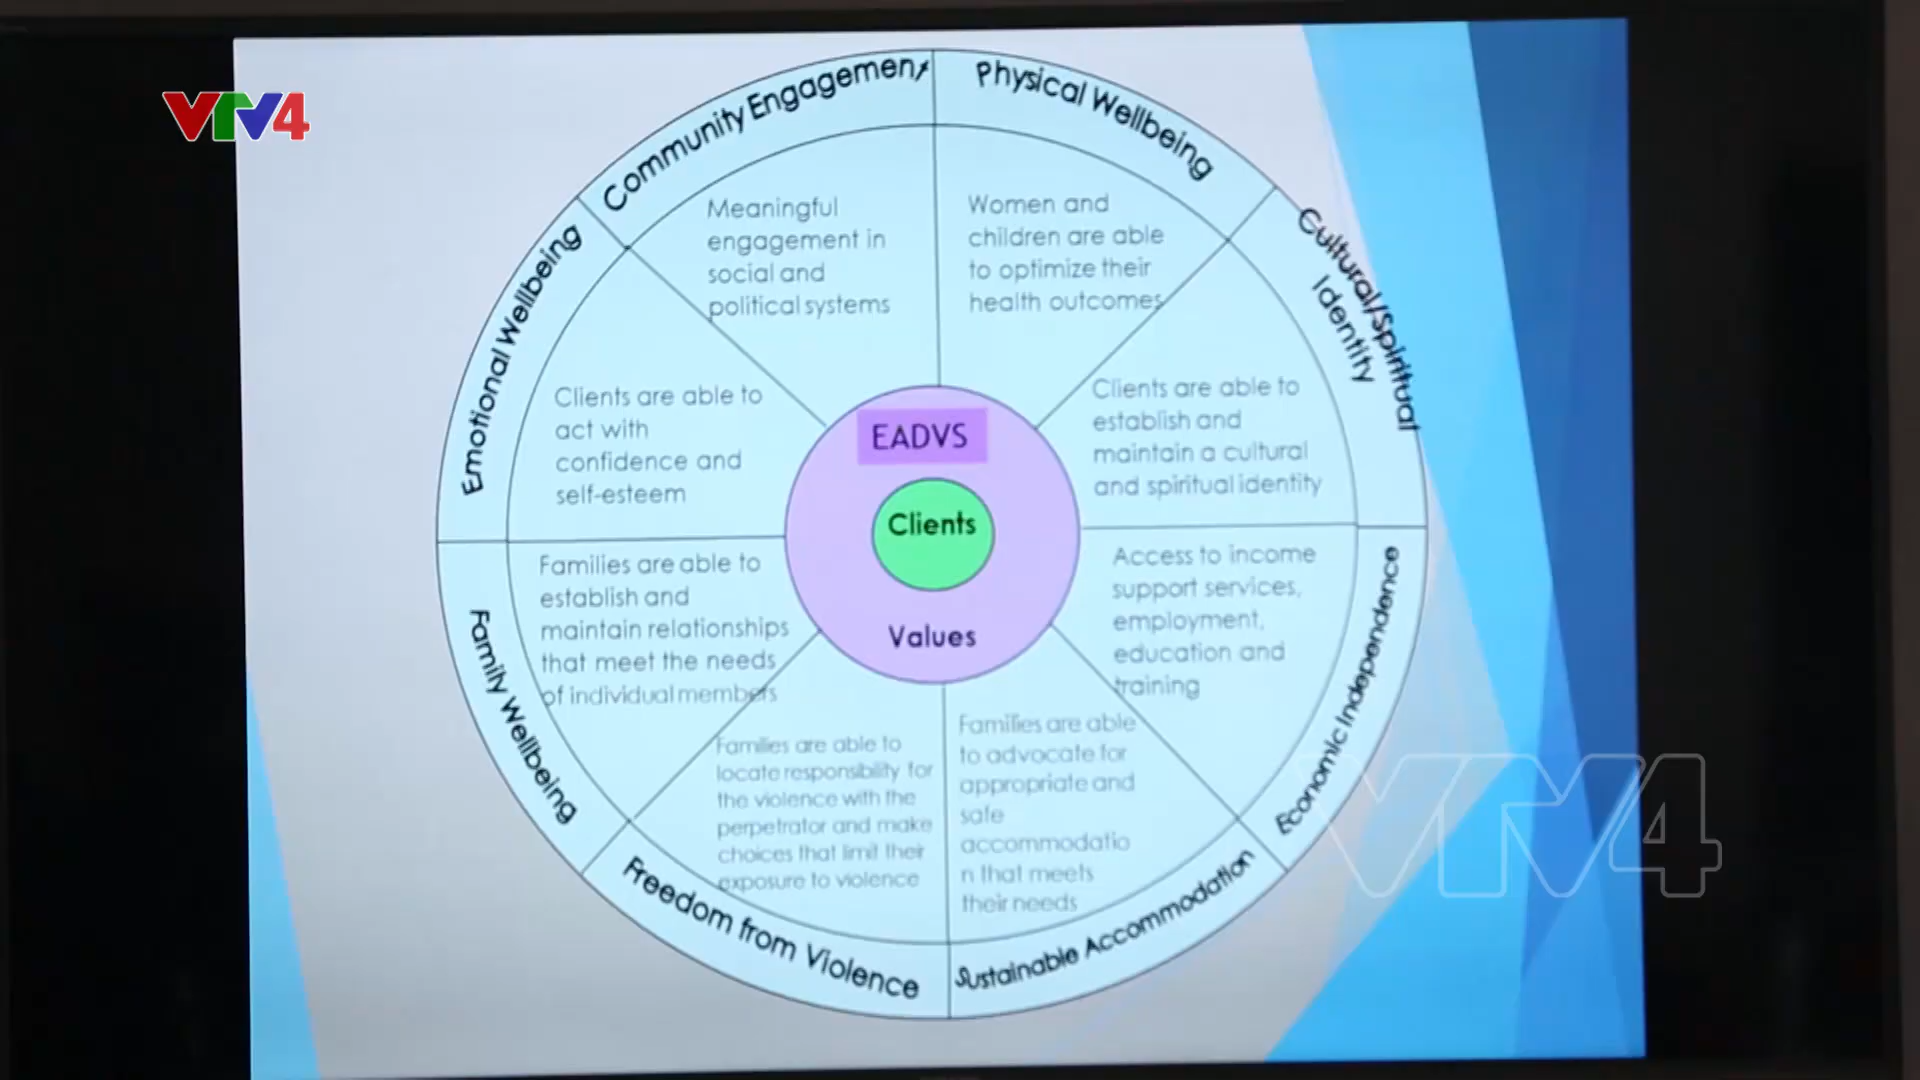 VTV4
Community Engagement
Meaningful
engagement in
social and
political systems
Physical Wellbeing
Women and
children are able
to optimize their
health outcomes
Cultural/Spiritual
Identity
Clients are able to
establish and
maintain a cultural
and spiritual identity
Economic Independence
Access to income
support services,
employment,
education and
training
Sustainable Accommodation
Families are able
to advocate for
appropriate and
safe
accommodatio
n that meets
their needs
Freedom from Violence
Families are able to
locate responsibility for
the violence with the
perpetrator and make
choices that limit their
exposure to violence
Family Wellbeing
Families are able to
establish and
maintain relationships
that meet the needs
of individual members
Emotional Wellbeing
Clients are able to
act with
confidence and
self-esteem
EADVS
Clients
Values
VTV4